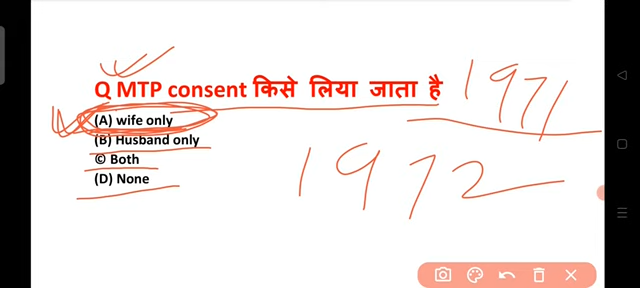 Q MTP consent किसे लिया जाता है
(A) wife only
(B) Husband only
© Both
(D) None
1971
1972